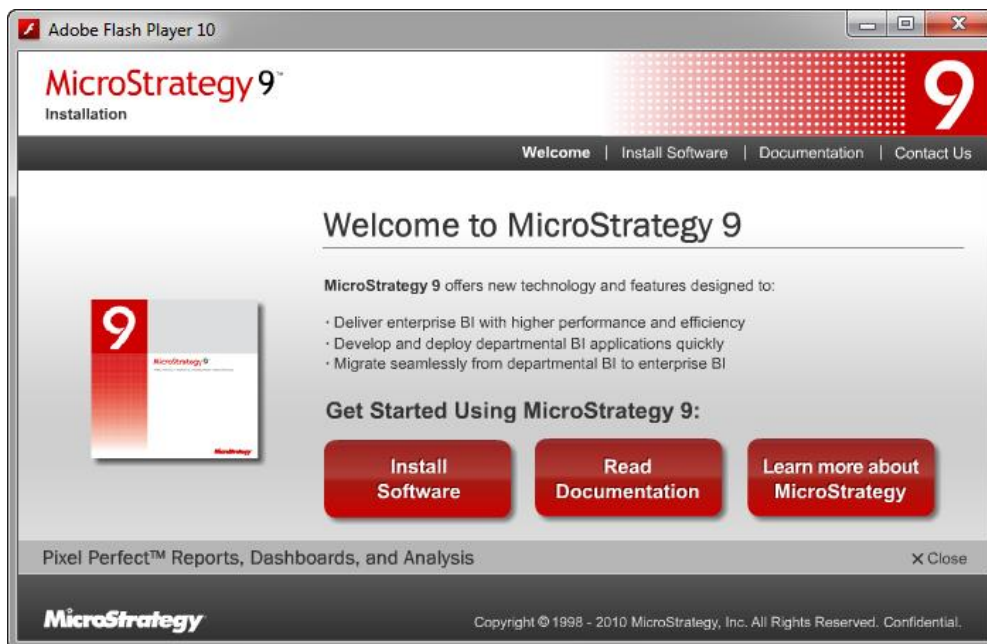 Adobe Flash Player 10
MicroStrategy 9™
Installation
9
Welcome | Install Software | Documentation | Contact Us
Welcome to MicroStrategy 9
MicroStrategy 9 offers new technology and features designed to:
· Deliver enterprise BI with higher performance and efficiency
· Develop and deploy departmental BI applications quickly
· Migrate seamlessly from departmental BI to enterprise BI
9
MicroStrategy 9
MicroStrategy
Get Started Using MicroStrategy 9:
Install
Software
Read
Documentation
Learn more about
MicroStrategy
Pixel Perfect™ Reports, Dashboards, and Analysis
X Close
MicroStrategy
Copyright © 1998 - 2010 MicroStrategy, Inc. All Rights Reserved. Confidential.